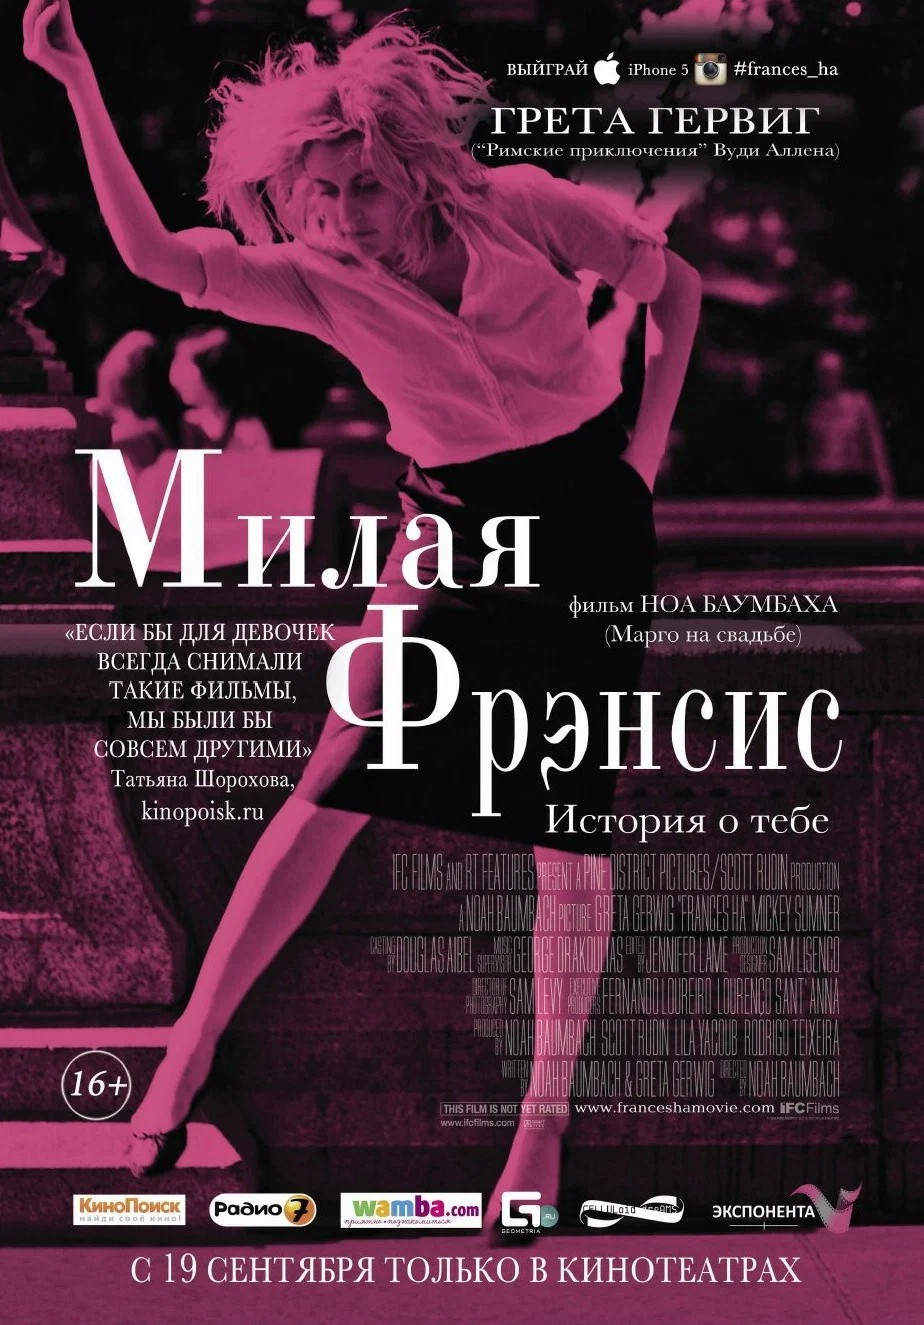 ВЫИГРАЙ iPhone 5 #frances_ha
ГРЕТА ГЕРВИГ
("Римские приключения" Вуди Аллена)
Милая
фильм НОА БАУМБАХА
(Марго на свадьбе)
«ЕСЛИ БЫ ДЛЯ ДЕВОЧЕК
ВСЕГДА СНИМАЛИ
ТАКИЕ ФИЛЬМЫ,
МЫ БЫЛИ БЫ
СОВСЕМ ДРУГИМИ»
Татьяна Шорохова,
kinopoisk.ru
Фрэнсис
История о тебе
IFC FILMS AND RT FEATURES PRESENT A PINE DISTRICT PICTURES/SCOTT RUDIN PRODUCTION
A NOAH BAUMBACH PICTURE GRETA GERWIG "FRANCES HA" MICKEY SUMNER
CASTING BY DOUGLAS AIBEL MUSIC SUPERVISOR GEORGE DRAKOULIAS EDITED BY JENNIFER LAME PRODUCTION DESIGNER SAM LISENCO
DIRECTOR OF PHOTOGRAPHY SAM LEVY EXECUTIVE PRODUCERS FERNANDO LOUREIRO LOURENÇO SANT' ANNA
PRODUCED BY NOAH BAUMBACH SCOTT RUDIN LILA YACOUB RODRIGO TEIXEIRA
WRITTEN BY NOAH BAUMBACH & GRETA GERWIG DIRECTED BY NOAH BAUMBACH
16+
THIS FILM IS NOT YET RATED www.franceshamovie.com IFC Films
www.ifcfilms.com
КиноПоиск
найди своё кино!
Радио 7
wamba.com
приятно познакомиться
G .RU
GEOMETRIA
CELLULOID DREAMS
ЭКСПОНЕНТА
С 19 СЕНТЯБРЯ ТОЛЬКО В КИНОТЕАТРАХ